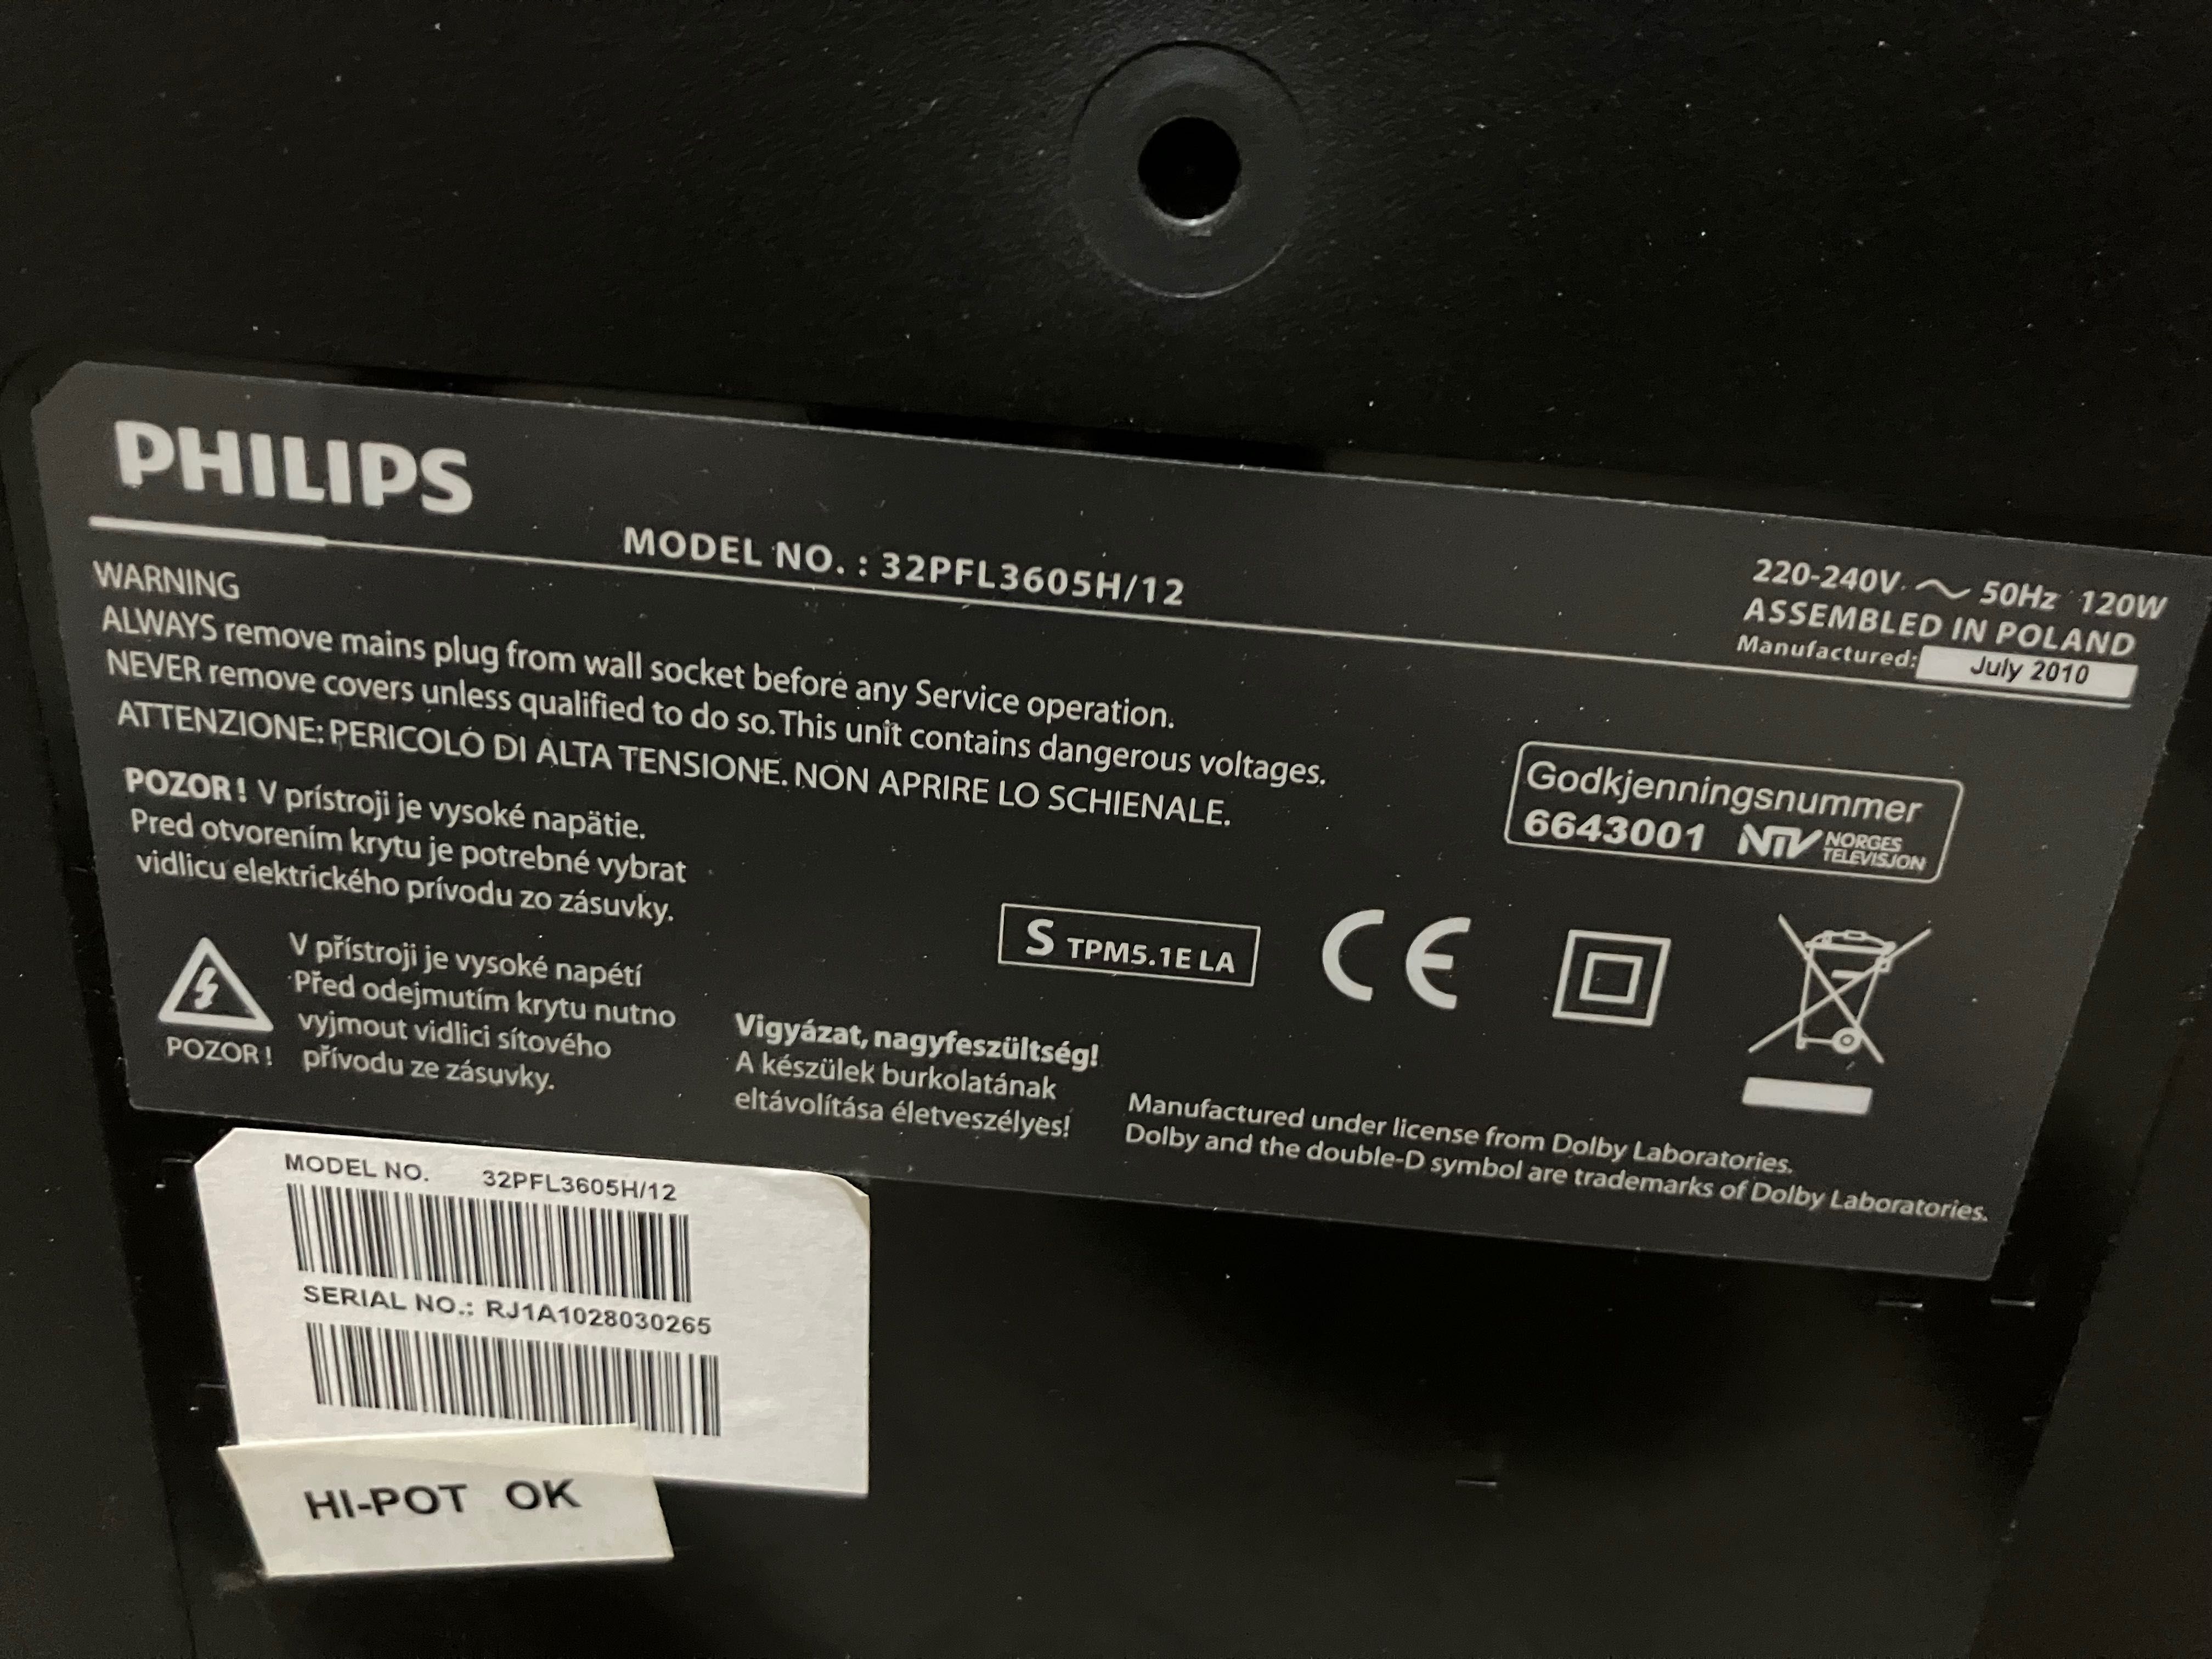 PHILIPS
MODEL NO. : 32PFL3605H/12
220-240V ~ 50Hz 120W
ASSEMBLED IN POLAND
Manufactured: July 2010
WARNING
ALWAYS remove mains plug from wall socket before any Service operation.
NEVER remove covers unless qualified to do so. This unit contains dangerous voltages.
ATTENZIONE: PERICOLO DI ALTA TENSIONE. NON APRIRE LO SCHIENALE.
POZOR! V prístroji je vysoké napätie.
Pred otvorením krytu je potrebné vybrat
vidlicu elektrického prívodu zo zásuvky.
Godkjenningsnummer
6643001 NTV NORGES
TELEVISJON
S TPM5.1E LA
CE
POZOR!
V přístroji je vysoké napétí
Před odejmutím krytu nutno
vyjmout vidlici sítového
přívodu ze zásuvky.
Vigyázat, nagyfeszültség!
A készülek burkolatának
eltávolítása életveszélyes!
Manufactured under license from Dolby Laboratories.
Dolby and the double-D symbol are trademarks of Dolby Laboratories.
MODEL NO. 32PFL3605H/12
SERIAL NO.: RJ1A1028030265
HI-POT OK